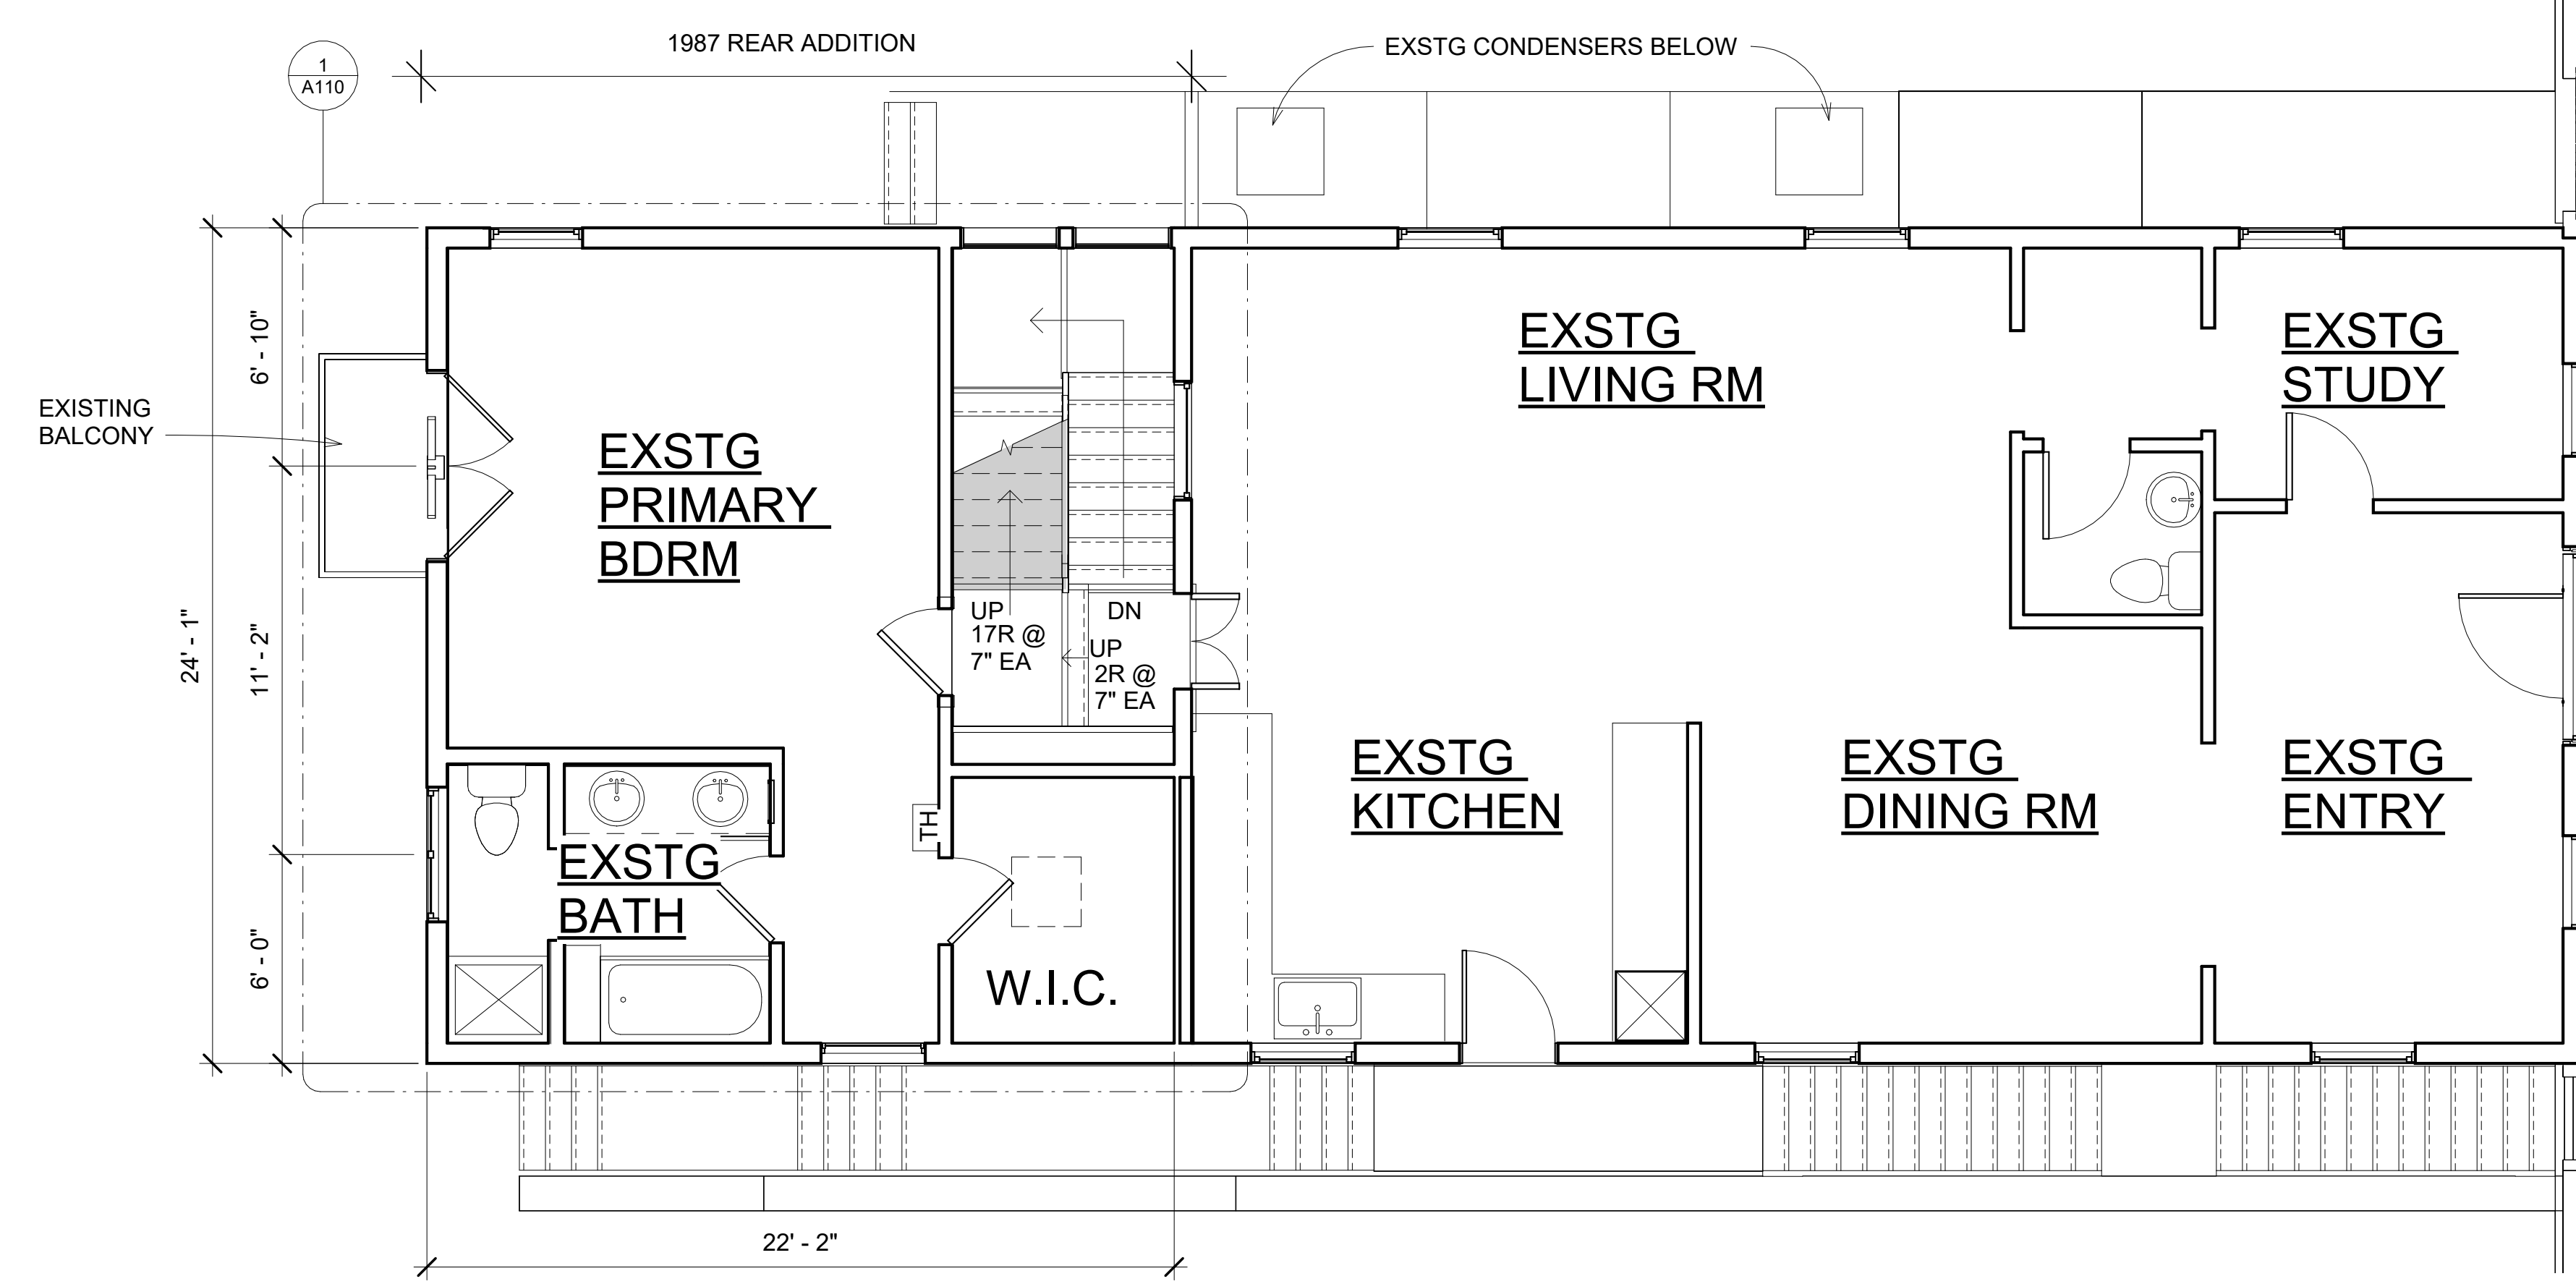 1987 REAR ADDITION
EXSTG CONDENSERS BELOW
1
A110
EXISTING
BALCONY
6' - 10"
11' - 2"
6' - 0"
24' - 1"
EXSTG
PRIMARY
BDRM
EXSTG
LIVING RM
EXSTG
STUDY
UP
17R @
7" EA
DN
UP
2R @
7" EA
EXSTG
KITCHEN
EXSTG
DINING RM
EXSTG
ENTRY
TH
EXSTG
BATH
W.I.C.
22' - 2"